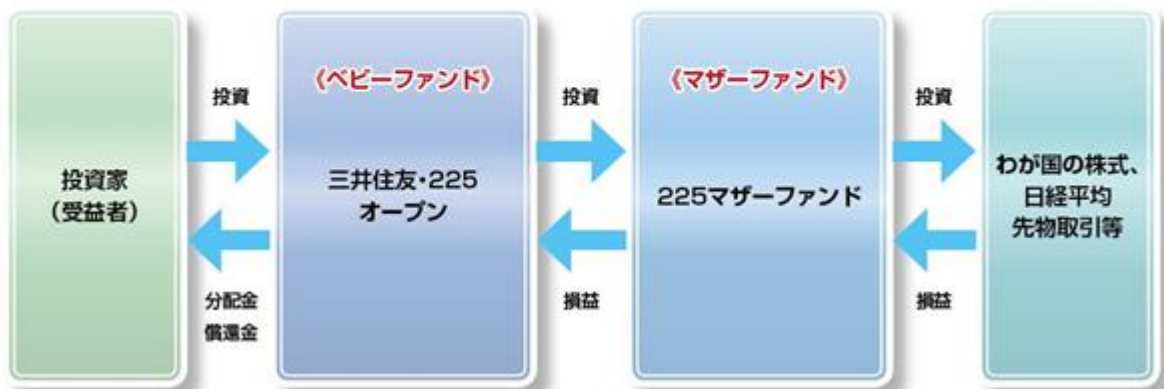 投資家
（受益者）
投資
分配金
償還金
《ベビーファンド》
三井住友・225
オープン
投資
損益
《マザーファンド》
225マザーファンド
投資
損益
わが国の株式、
日経平均
先物取引等